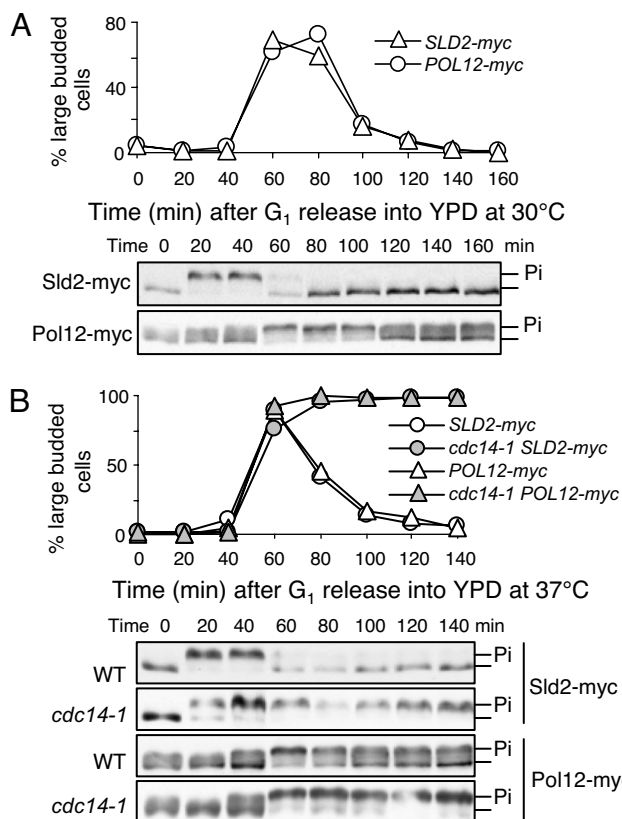 A
% large budded cells
80
40
0
SLD2-myc
POL12-myc
0 20 40 60 80 100 120 140 160
Time (min) after G₁ release into YPD at 30°C
Time 0 20 40 60 80 100 120 140 160 min
Sld2-myc
Pi
Pol12-myc
Pi
B
% large budded cells
100
50
0
SLD2-myc
cdc14-1 SLD2-myc
POL12-myc
cdc14-1 POL12-myc
0 20 40 60 80 100 120 140
Time (min) after G₁ release into YPD at 37°C
Time 0 20 40 60 80 100 120 140 min
WT
Pi
cdc14-1
Pi
Sld2-myc
WT
Pi
cdc14-1
Pi
Pol12-my